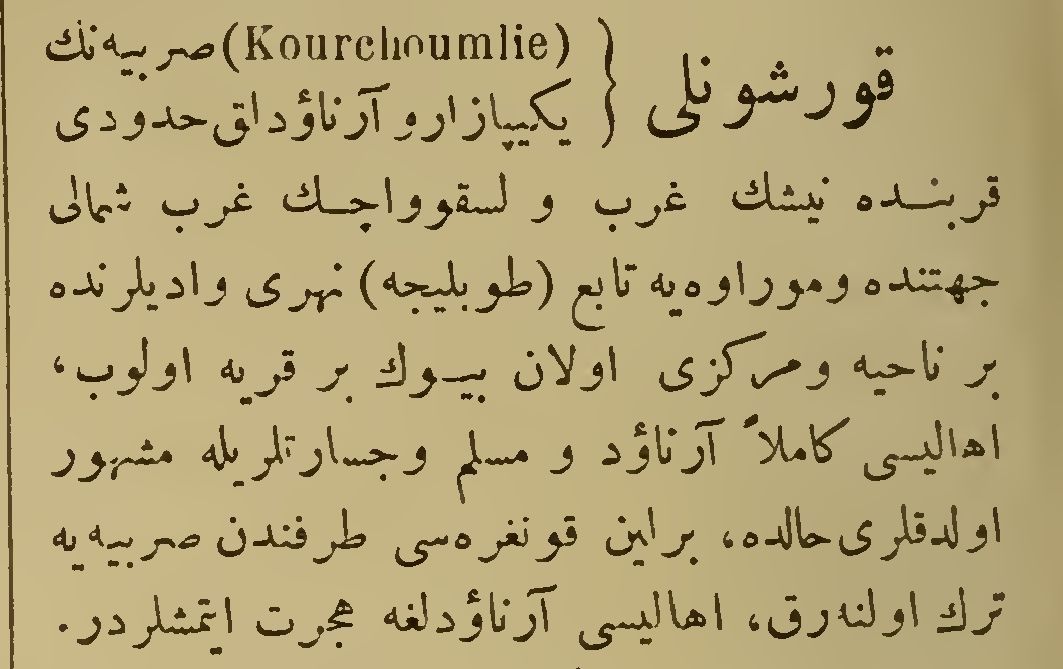 قورشونلی { (Kourchoumlie) صربیه‌نك
یکیپازار و آرناؤداق حدودی
قربنده نیشك غرب و لسقوواچك غرب شمالی
جهتنده وموراوه‌یه تابع (طوبلیجه) نهری وادیلرنده
بر ناحیه ومرکزی اولان بیوك بر قریه اولوب،
اهالیسی کاملاً آرناؤد و مسلم وجسارتلریله مشهور
اولدقلری حالده، برلین قونغره‌سی طرفندن صربیه‌یه
ترك اولنه‌رق، اهالیسی آرناؤدلغه هجرت ایتمشلردر.